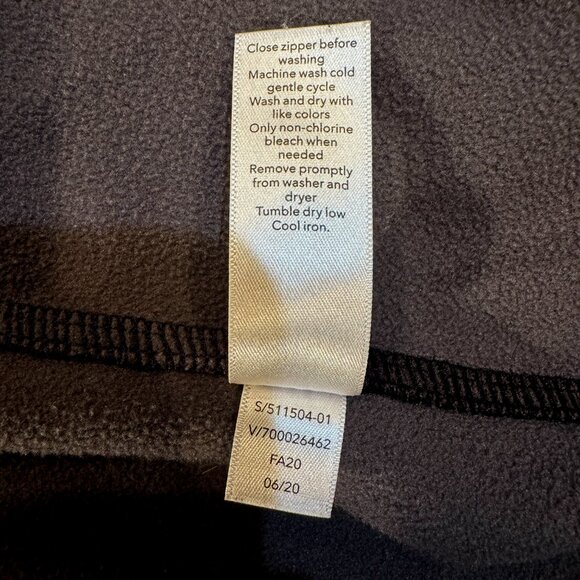 Close zipper before
washing
Machine wash cold
gentle cycle
Wash and dry with
like colors
Only non-chlorine
bleach when
needed
Remove promptly
from washer and
dryer
Tumble dry low
Cool iron.
S/511504-01
V/700026462
FA20
06/20